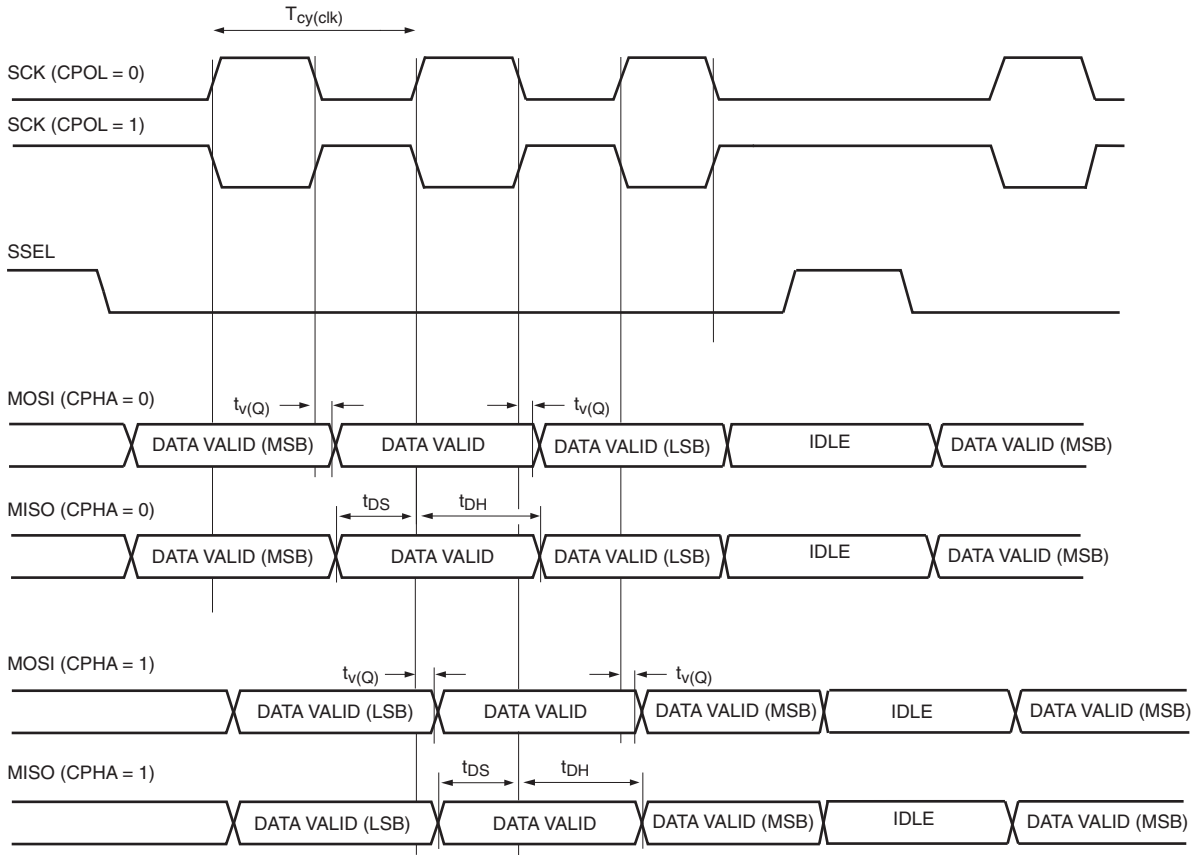 Tcy(clk)
SCK (CPOL = 0)
SCK (CPOL = 1)
SSEL
MOSI (CPHA = 0)
tv(Q) tv(Q)
DATA VALID (MSB) DATA VALID DATA VALID (LSB) IDLE DATA VALID (MSB)
tDS tDH
MISO (CPHA = 0)
DATA VALID (MSB) DATA VALID DATA VALID (LSB) IDLE DATA VALID (MSB)
MOSI (CPHA = 1)
tv(Q) tv(Q)
DATA VALID (LSB) DATA VALID DATA VALID (MSB) IDLE DATA VALID (MSB)
tDS tDH
MISO (CPHA = 1)
DATA VALID (LSB) DATA VALID DATA VALID (MSB) IDLE DATA VALID (MSB)